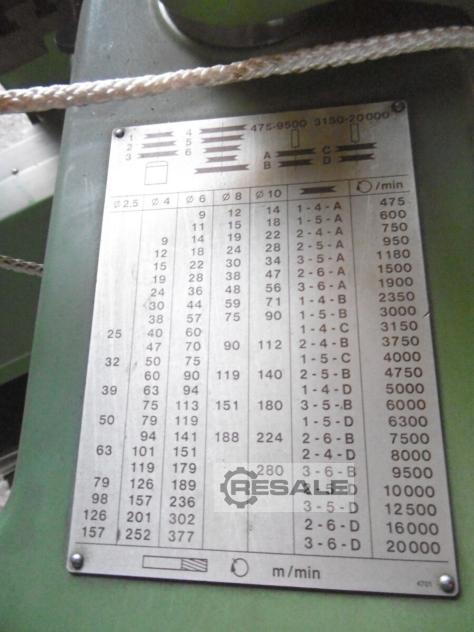 1 4 475-9500 3150-20000
2 5
3 6 A C
B D
Ø 2,5 Ø 4 Ø 6 Ø 8 Ø 10 /min
9 12 14 1-4-A 475
11 15 18 1-5-A 600
9 14 19 22 2-4-A 750
12 18 24 28 2-5-A 950
15 22 30 34 3-5-A 1180
19 28 38 47 2-6-A 1500
24 36 48 56 3-6-A 1900
30 44 59 71 1-4-B 2350
38 57 75 90 1-5-B 3000
25 40 60 1-4-C 3150
47 70 90 112 2-4-B 3750
32 50 75 1-5-C 4000
60 90 119 140 2-5-B 4750
39 63 94 1-4-D 5000
75 113 151 180 3-5-B 6000
50 79 119 1-5-D 6300
94 141 188 224 2-6-B 7500
63 101 151 2-4-D 8000
119 179 280 3-6-B 9500
79 126 189 2-5-D 10000
98 157 236 3-5-D 12500
126 201 302 2-6-D 16000
157 252 377 3-6-D 20000
m/min
4701
RESALE